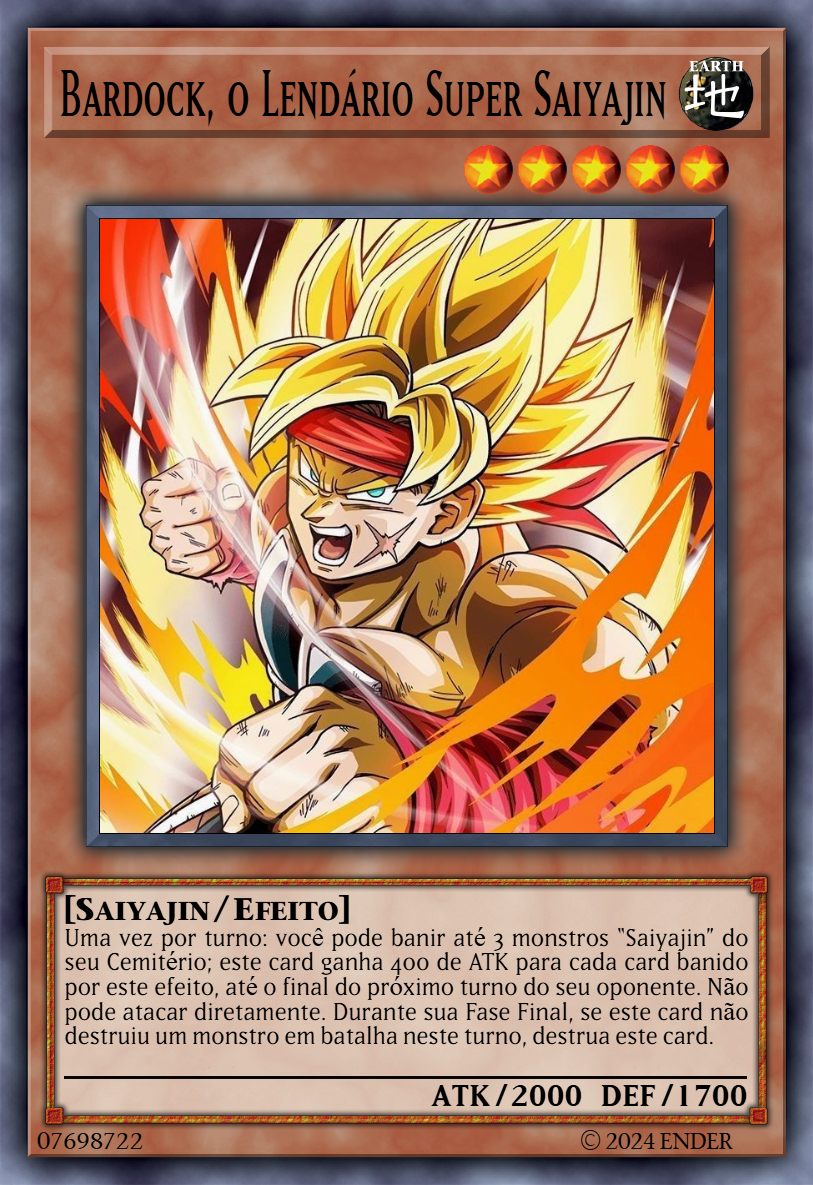 Bardock, o Lendário Super Saiyajin
EARTH
地
[Saiyajin/Efeito]
Uma vez por turno: você pode banir até 3 monstros “Saiyajin” do
seu Cemitério; este card ganha 400 de ATK para cada card banido
por este efeito, até o final do próximo turno do seu oponente. Não
pode atacar diretamente. Durante sua Fase Final, se este card não
destruiu um monstro em batalha neste turno, destrua este card.
ATK/2000 DEF/1700
07698722 © 2024 ENDER